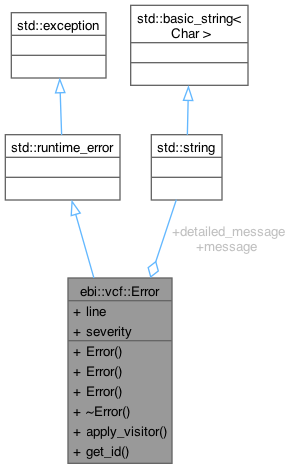 std::exception
std::basic_string<
Char >
std::runtime_error
std::string
+detailed_message
+message
ebi::vcf::Error
+ line
+ severity
+ Error()
+ Error()
+ Error()
+ ~Error()
+ apply_visitor()
+ get_id()